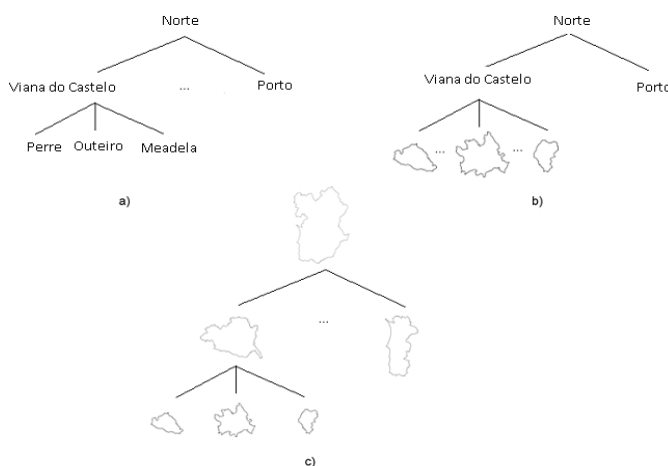 Norte
Viana do Castelo ... Porto
Perre Outeiro Meadela
a)
Norte
Viana do Castelo Porto
... ...
b)
...
c)